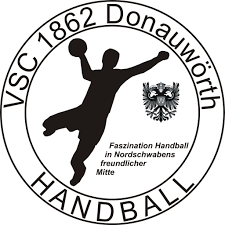 VSC 1862 Donauwörth
Faszination Handball
in Nordschwabens
freundlicher
Mitte
HANDBALL